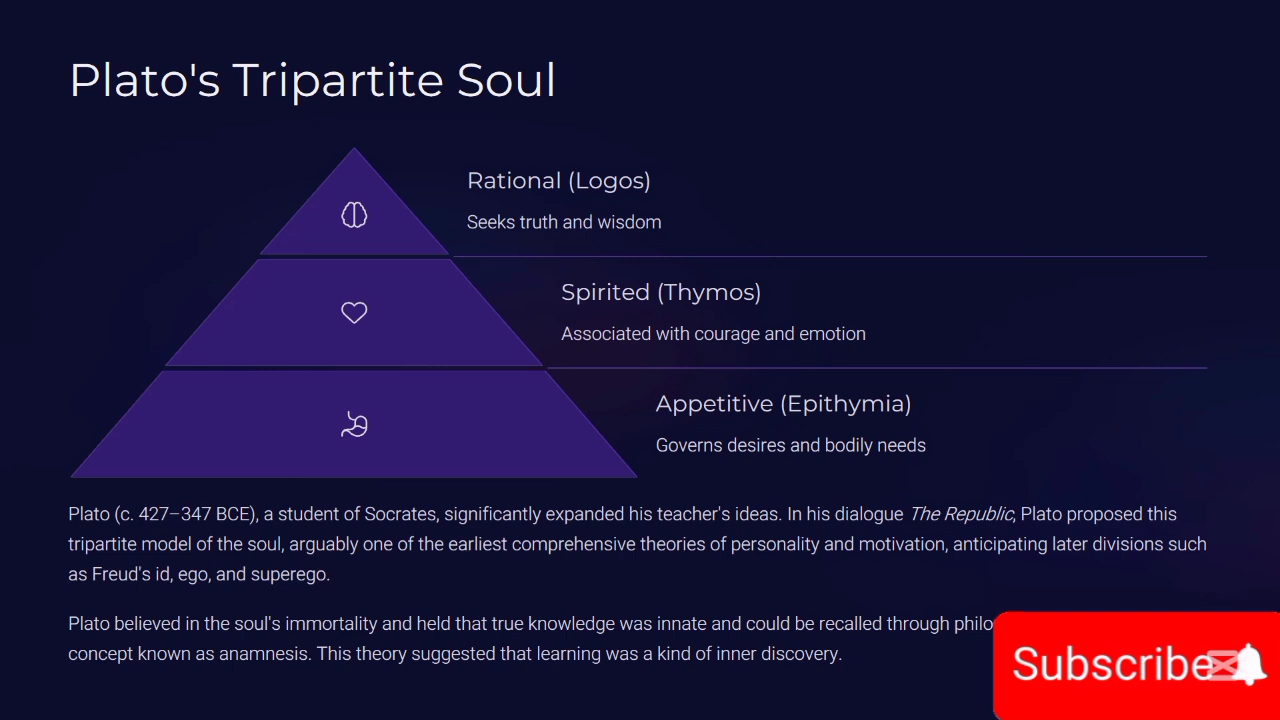 Plato's Tripartite Soul
Rational (Logos)
Seeks truth and wisdom
Spirited (Thymos)
Associated with courage and emotion
Appetitive (Epithymia)
Governs desires and bodily needs
Plato (c. 427–347 BCE), a student of Socrates, significantly expanded his teacher's ideas. In his dialogue The Republic, Plato proposed this
tripartite model of the soul, arguably one of the earliest comprehensive theories of personality and motivation, anticipating later divisions such
as Freud's id, ego, and superego.
Plato believed in the soul's immortality and held that true knowledge was innate and could be recalled through
concept known as anamnesis. This theory suggested that learning was a kind of inner discovery.
Subscribe